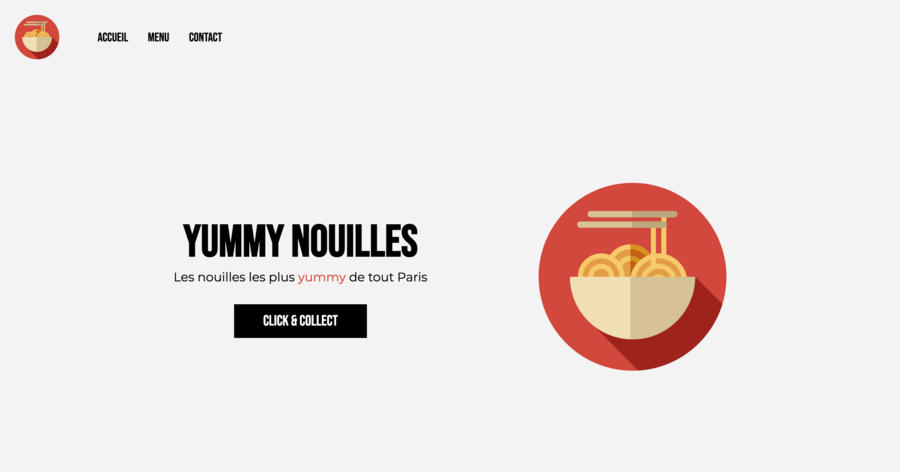 ACCUEIL MENU CONTACT
YUMMY NOUILLES
Les nouilles les plus yummy de tout Paris
CLICK & COLLECT